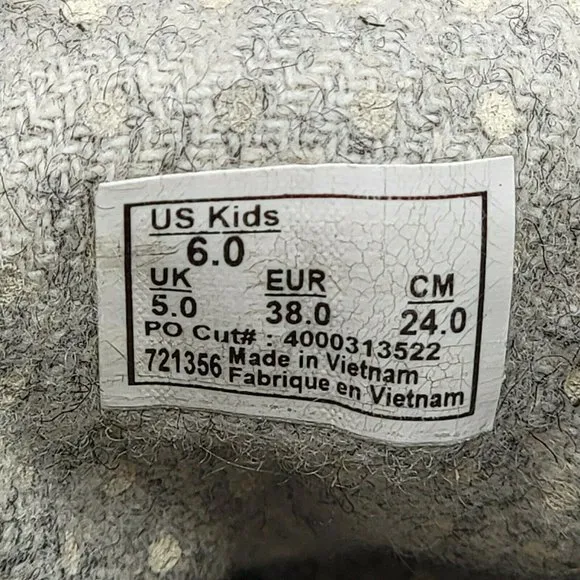 US Kids
6.0
UK EUR CM
5.0 38.0 24.0
PO Cut# : 4000313522
721356 Made in Vietnam
Fabrique en Vietnam